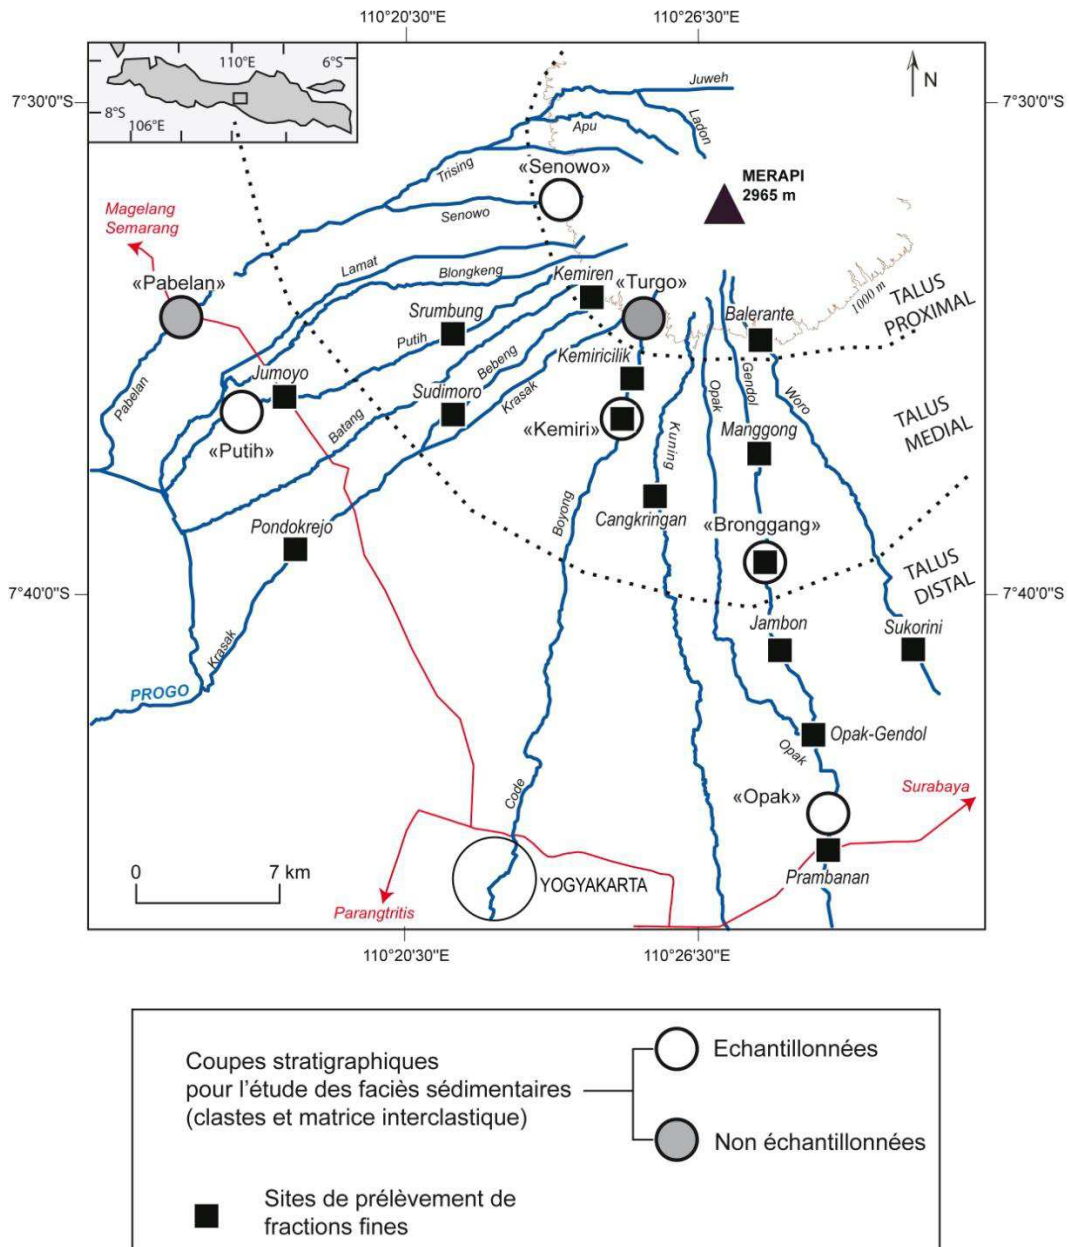 110°20'30"E
110°26'30"E
7°30'0"S
7°30'0"S
110°E
6°S
8°S
106°E
N
Juweh
Apu
Ladon
Trising
«Senowo»
Senowo
MERAPI
2965 m
Magelang
Semarang
«Pabelan»
Lamat
Blongkeng
Kemiren
«Turgo»
1000 m
TALUS
PROXIMAL
Srumbung
Putih
Balerante
Kemiricilik
Bebeng
Krasak
Opak
Gendol
Woro
Jumoyo
Pabelan
Sudimoro
Batang
«Putih»
«Kemiri»
Kuning
Manggong
TALUS
MEDIAL
Boyong
Cangkringan
«Bronggang»
Pondokrejo
TALUS
DISTAL
7°40'0"S
7°40'0"S
Jambon
Sukorini
Krasak
PROGO
Opak-Gendol
Opak
Code
«Opak»
Surabaya
0
7 km
YOGYAKARTA
Prambanan
Parangtritis
110°20'30"E
110°26'30"E
Coupes stratigraphiques
pour l'étude des faciès sédimentaires
(clastes et matrice interclastique)
Echantillonnées
Non échantillonnées
Sites de prélèvement de
fractions fines